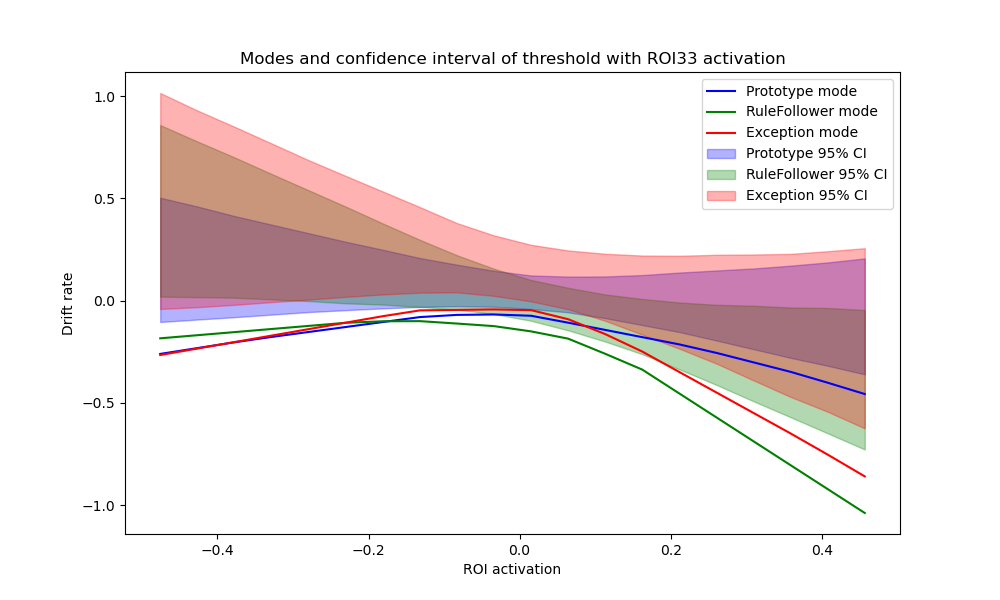 Modes and confidence interval of threshold with ROI33 activation
Prototype mode
RuleFollower mode
Exception mode
Prototype 95% CI
RuleFollower 95% CI
Exception 95% CI
1.0
0.5
0.0
−0.5
−1.0
Drift rate
−0.4
−0.2
0.0
0.2
0.4
ROI activation